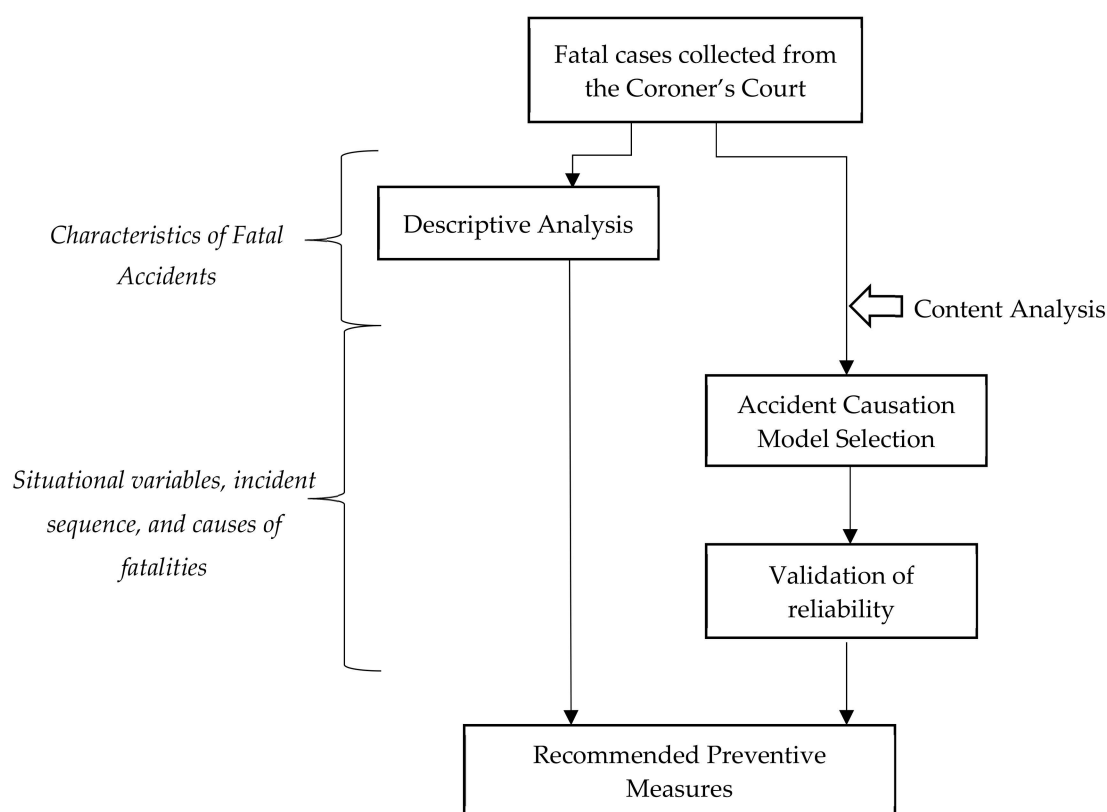 Fatal cases collected from
the Coroner’s Court
Descriptive Analysis
Characteristics of Fatal
Accidents
Content Analysis
Accident Causation
Model Selection
Situational variables, incident
sequence, and causes of
fatalities
Validation of
reliability
Recommended Preventive
Measures